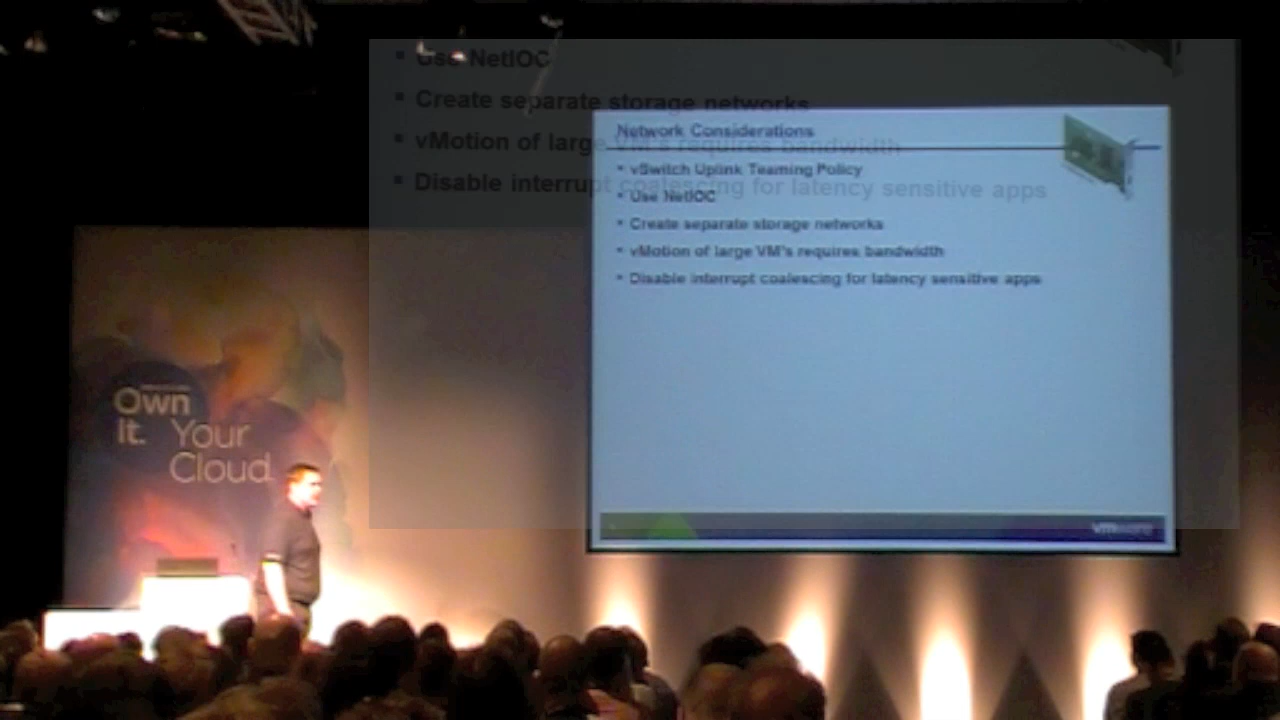 Use NetIOC
Create separate storage networks
vMotion of large VM's requires bandwidth
Disable interrupt coalescing for latency sensitive apps
Network Considerations
vSwitch Uplink Teaming Policy
Use NetIOC
Create separate storage networks
vMotion of large VM's requires bandwidth
Disable interrupt coalescing for latency sensitive apps
vmware
Own
It. Your
Cloud.